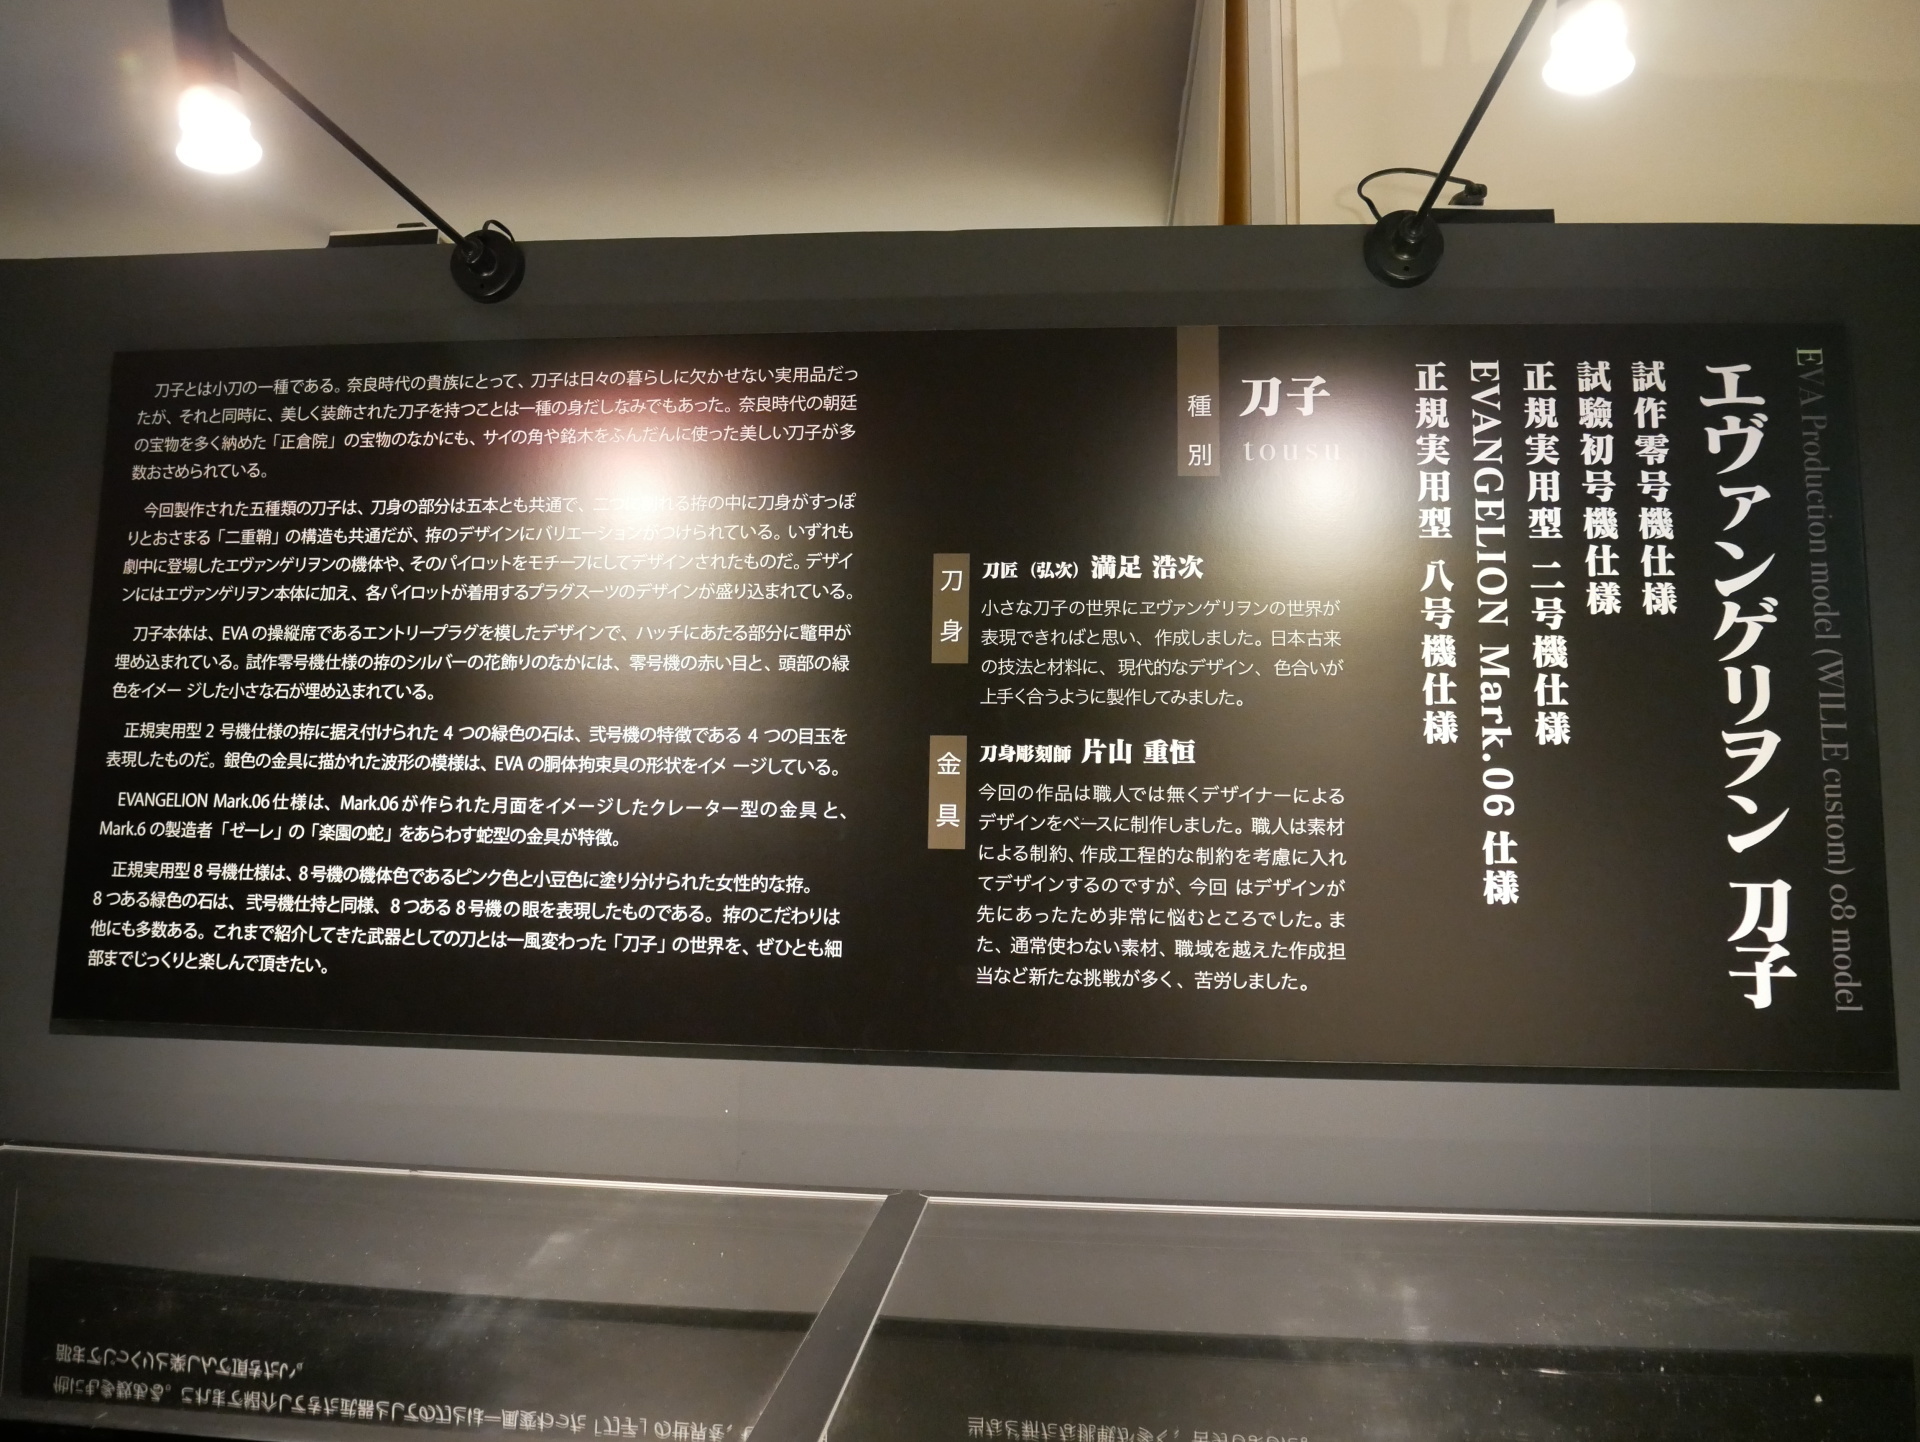 EVA Production model (WILLE custom) 08 model
エヴァンゲリヲン 刀子
試作零号機仕様
試験初号機仕様
正規実用型 二号機仕様
EVANGELION Mark.06 仕様
正規実用型 八号機仕様
種別
刀子
tousu
刀身
刀匠（弘次） 満足 浩次
小さな刀子の世界にヱヴァンゲリヲンの世界が
表現できればと思い、作成しました。日本古来
の技法と材料に、現代的なデザイン、色合いが
上手く合うように製作してみました。
金具
刀身彫刻師 片山 重恒
今回の作品は職人では無くデザイナーによる
デザインをベースに制作しました。職人は素材
による制約、作成工程的な制約を考慮に入れ
てデザインするのですが、今回 はデザインが
先にあったため非常に悩むところでした。ま
た、通常使わない素材、職域を越えた作成担
当など新たな挑戦が多く、苦労しました。
刀子とは小刀の一種である。奈良時代の貴族にとって、刀子は日々の暮らしに欠かせない実用品だっ
たが、それと同時に、美しく装飾された刀子を持つことは一種の身だしなみでもあった。奈良時代の朝廷
の宝物を多く納めた「正倉院」の宝物のなかにも、サイの角や銘木をふんだんに使った美しい刀子が多
数おさめられている。
今回製作された五種類の刀子は、刀身の部分は五本とも共通で、二つに れる拵の中に刀身がすっぽ
りとおさまる「二重鞘」の構造も共通だが、拵のデザインにバリエーションがつけられている。いずれも
劇中に登場したエヴァンゲリヲンの機体や、そのパイロットをモチーフにしてデザインされたものだ。デザイ
ンにはエヴァンゲリヲン本体に加え、各パイロットが着用するプラグスーツのデザインが盛り込まれている。
刀子本体は、EVAの操縦席であるエントリープラグを模したデザインで、ハッチにあたる部分に鼈甲が
埋め込まれている。試作零号機仕様の拵のシルバーの花飾りのなかには、零号機の赤い目と、頭部の緑
色をイメー ジした小さな石が埋め込まれている。
正規実用型 2 号機仕様の拵に据え付けられた 4 つの緑色の石は、弐号機の特徴である 4 つの目玉を
表現したものだ。銀色の金具に描かれた波形の模様は、EVAの胴体拘束具の形状をイメ ージしている。
EVANGELION Mark.06仕様は、Mark.06が作られた月面をイメージしたクレーター型の金具 と、
Mark.6の製造者「ゼーレ」の「楽園の蛇」をあらわす蛇型の金具が特徴。
正規実用型8号機仕様は、8号機の機体色であるピンク色と小豆色に塗り分けられた女性的な拵。
8つある緑色の石は、弐号機仕持と同様、8つある8号機の眼を表現したものである。拵のこだわりは
他にも多数ある。これまで紹介してきた武器としての刀とは一風変わった「刀子」の世界を、ぜひとも細
部までじっくりと楽しんで頂きたい。